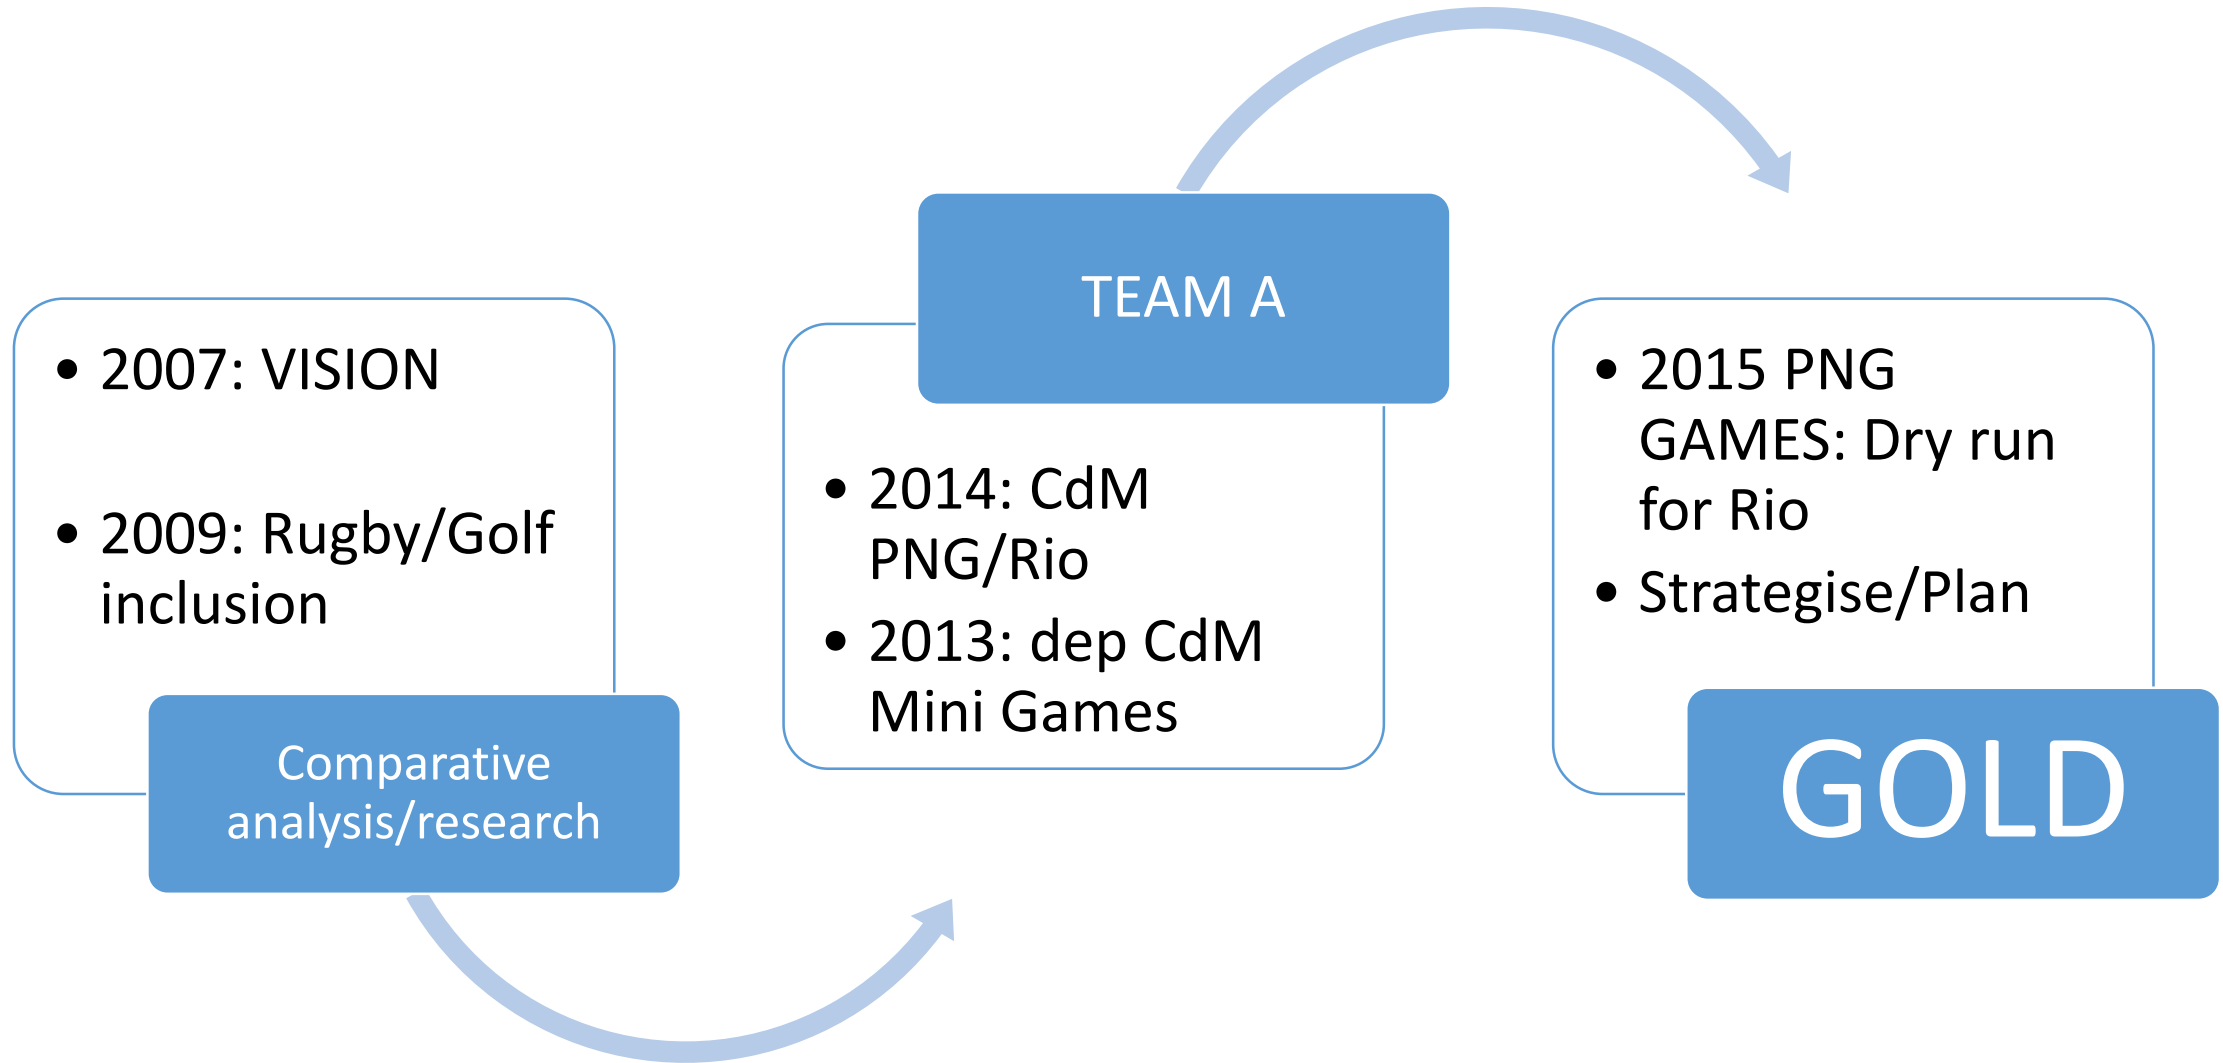 • 2007: VISION
• 2009: Rugby/Golf
inclusion
Comparative
analysis/research
TEAM A
• 2014: CdM
PNG/Rio
• 2013: dep CdM
Mini Games
• 2015 PNG
GAMES: Dry run
for Rio
• Strategise/Plan
GOLD